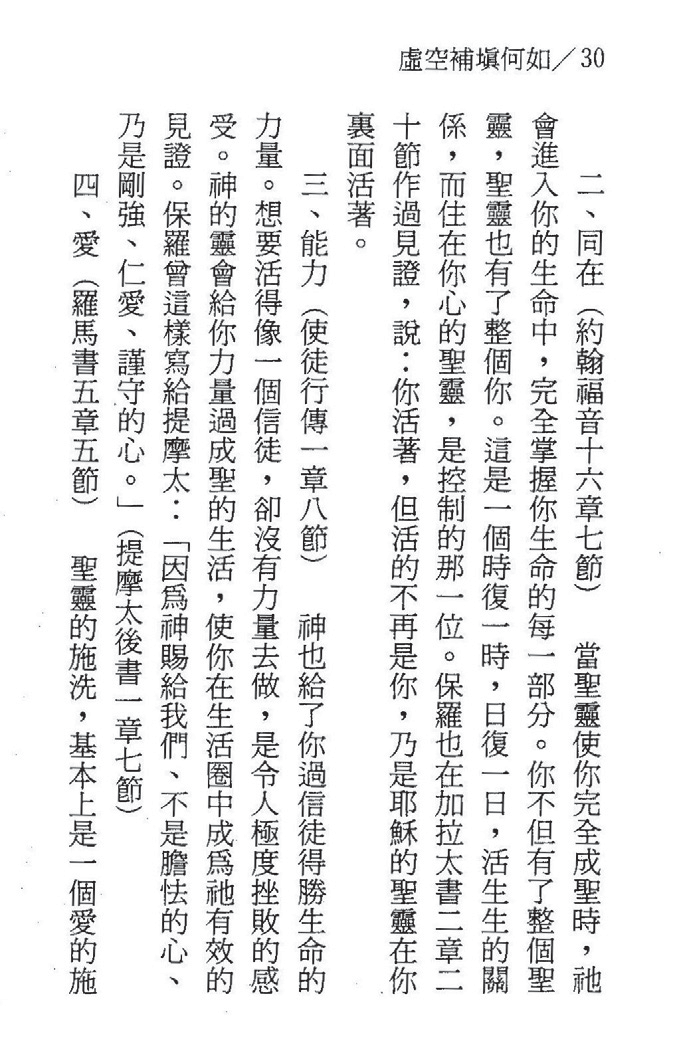 虛空補塡何如／30
二、同在（約翰福音十六章七節）　當聖靈使你完全成聖時，祂
會進入你的生命中，完全掌握你生命的每一部分。你不但有了整個聖
靈，聖靈也有了整個你。這是一個時復一時，日復一日，活生生的關
係，而住在你心的聖靈，是控制的那一位。保羅也在加拉太書二章二
十節作過見證，說：你活著，但活的不再是你，乃是耶穌的聖靈在你
裏面活著。
三、能力（使徒行傳一章八節）　神也給了你過信徒得勝生命的
力量。想要活得像一個信徒，卻沒有力量去做，是令人極度挫敗的感
受。神的靈會給你力量過成聖的生活，使你在生活圈中成爲祂有效的
見證。保羅曾這樣寫給提摩太：「因爲神賜給我們、不是膽怯的心、
乃是剛強、仁愛、謹守的心。」（提摩太後書一章七節）
四、愛（羅馬書五章五節）　聖靈的施洗，基本上是一個愛的施